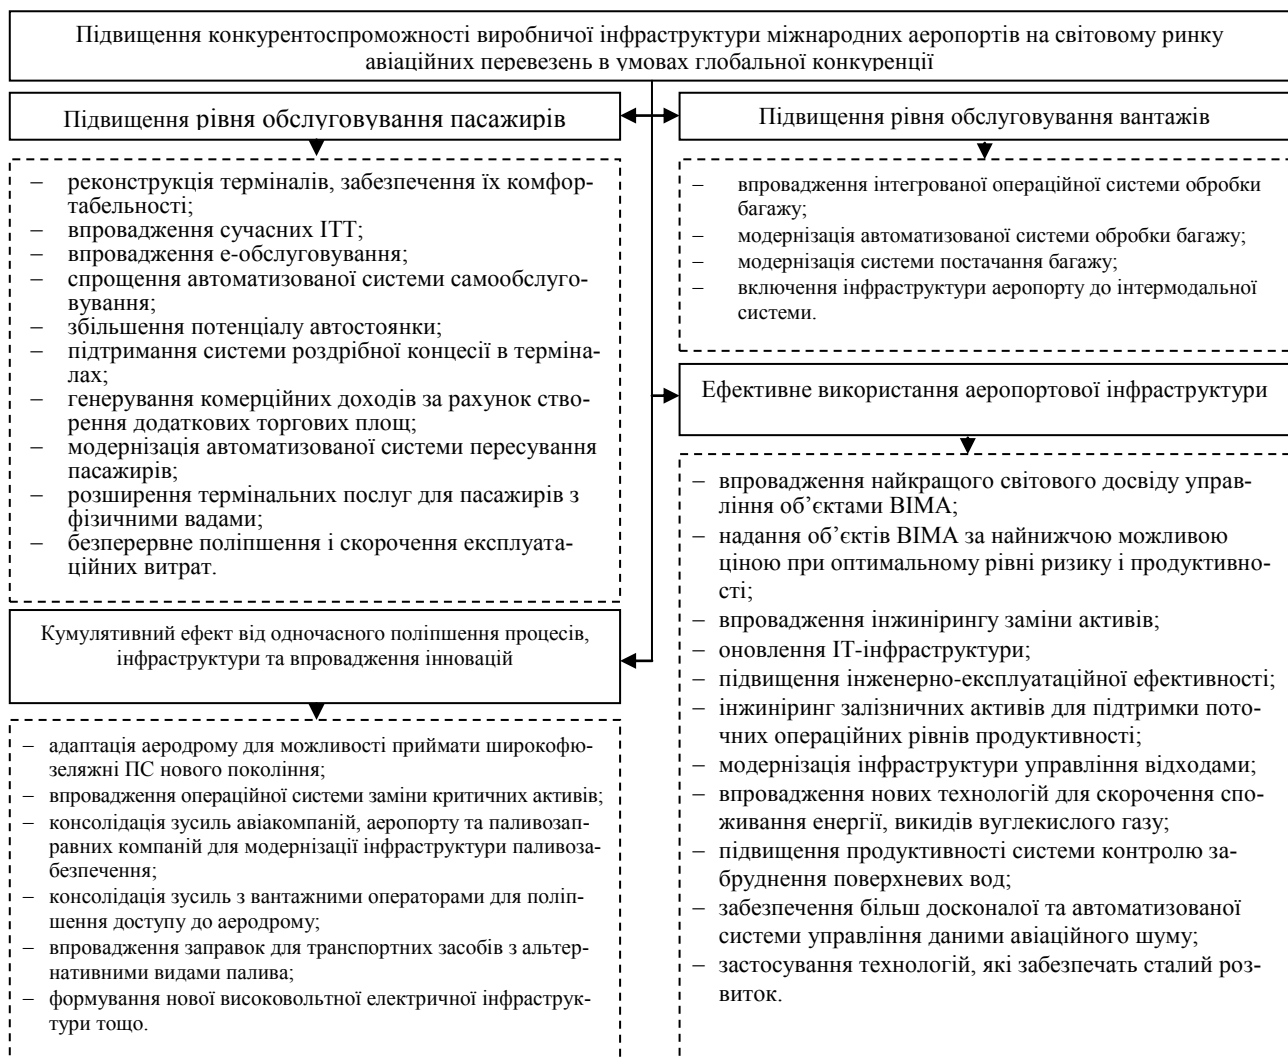 Підвищення конкурентоспроможності виробничої інфраструктури міжнародних аеропортів на світовому ринку
авіаційних перевезень в умовах глобальної конкуренції
Підвищення рівня обслуговування пасажирів
– реконструкція терміналів, забезпечення їх комфор-
табельності;
– впровадження сучасних ІТТ;
– впровадження е-обслуговування;
– спрощення автоматизованої системи самообслуго-
вування;
– збільшення потенціалу автостоянки;
– підтримання системи роздрібної концесії в терміна-
лах;
– генерування комерційних доходів за рахунок ство-
рення додаткових торгових площ;
– модернізація автоматизованої системи пересування
пасажирів;
– розширення термінальних послуг для пасажирів з
фізичними вадами;
– безперервне поліпшення і скорочення експлуата-
ційних витрат.
Підвищення рівня обслуговування вантажів
– впровадження інтегрованої операційної системи обробки
багажу;
– модернізація автоматизованої системи обробки багажу;
– модернізація системи постачання багажу;
– включення інфраструктури аеропорту до інтермодальної
системи.
Ефективне використання аеропортової інфраструктури
– впровадження найкращого світового досвіду управ-
ління об’єктами ВІМА;
– надання об’єктів ВІМА за найнижчою можливою
ціною при оптимальному рівні ризику і продуктивно-
сті;
– впровадження інжинірингу заміни активів;
– оновлення ІТ-інфраструктури;
– підвищення інженерно-експлуатаційної ефективності;
– інжиніринг залізничних активів для підтримки пото-
чних операційних рівнів продуктивності;
– модернізація інфраструктури управління відходами;
– впровадження нових технологій для скорочення спо-
живання енергії, викидів вуглекислого газу;
– підвищення продуктивності системи контролю за-
бруднення поверхневих вод;
– забезпечення більш досконалої та автоматизованої
системи управління даними авіаційного шуму;
– застосування технологій, які забезпечать сталий роз-
виток.
Кумулятивний ефект від одночасного поліпшення процесів,
інфраструктури та впровадження інновацій
– адаптація аеродрому для можливості приймати широкофю-
зеляжні ПС нового покоління;
– впровадження операційної системи заміни критичних активів;
– консолідація зусиль авіакомпаній, аеропорту та паливозап-
равних компаній для модернізації інфраструктури паливоза-
безпечення;
– консолідація зусиль з вантажними операторами для поліп-
шення доступу до аеродрому;
– впровадження заправок для транспортних засобів з альтер-
нативними видами палива;
– формування нової високовольтної електричної інфраструк-
тури тощо.